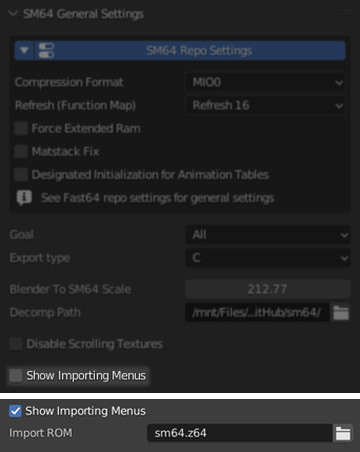 SM64 General Settings
SM64 Repo Settings
Compression Format MIO0
Refresh (Function Map) Refresh 16
Force Extended Ram
Matstack Fix
Designated Initialization for Animation Tables
See Fast64 repo settings for general settings
Goal All
Export type C
Blender To SM64 Scale 212.77
Decomp Path /mnt/Files/...itHub/sm64/
Disable Scrolling Textures
Show Importing Menus
Show Importing Menus
Import ROM sm64.z64